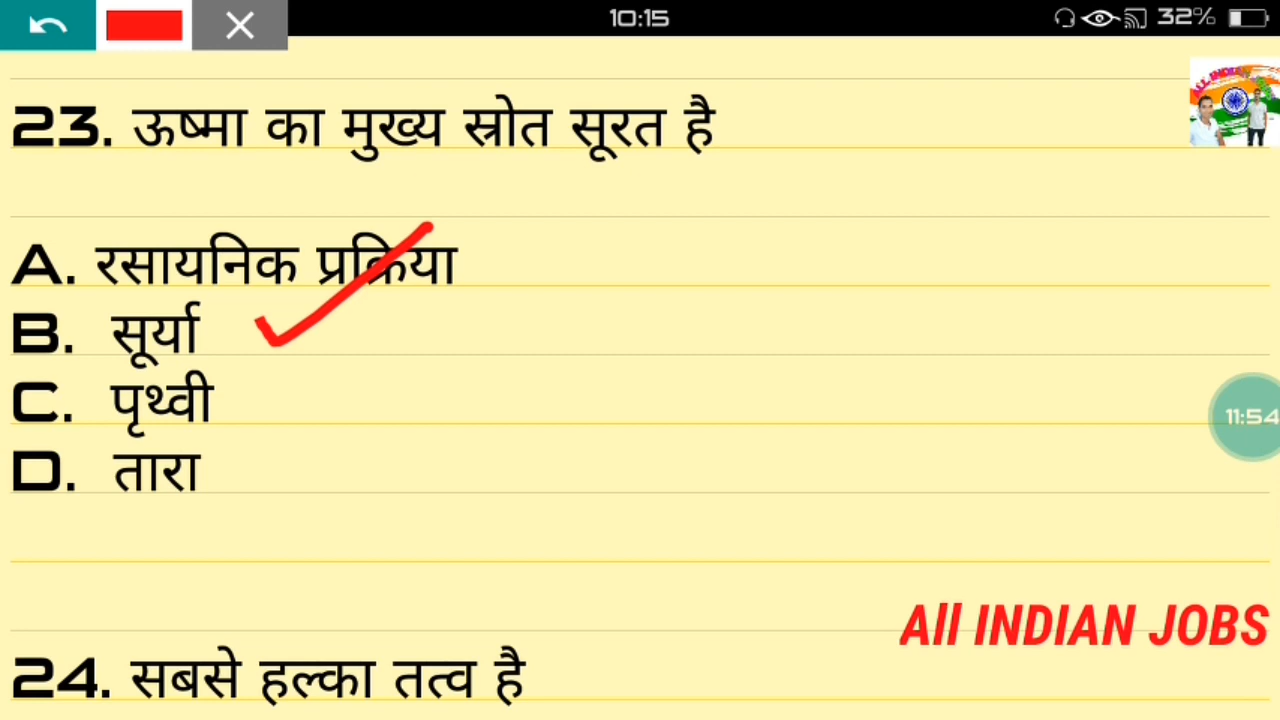 10:15
32%
23. ऊष्मा का मुख्य स्रोत सूरत है
A. रसायनिक प्रक्रिया
B. सूर्या
C. पृथ्वी
11:54
D. तारा
All INDIAN JOBS
24. सबसे हल्का तत्व है